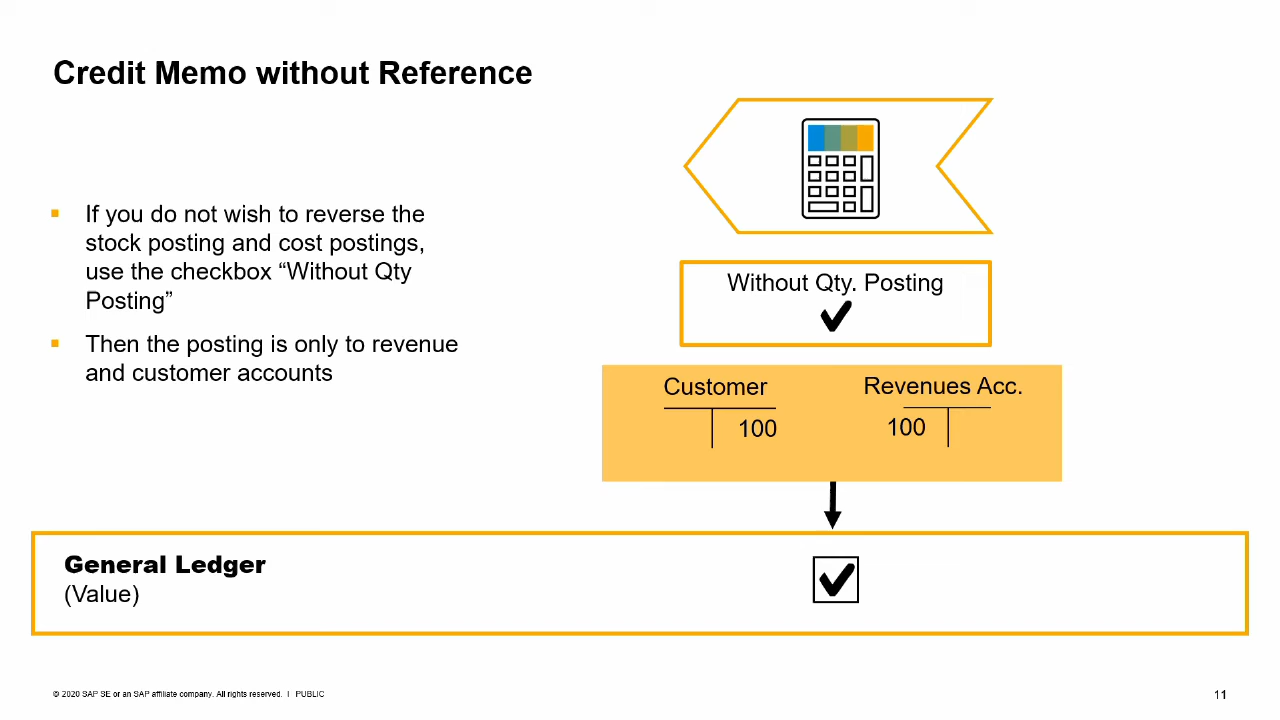 Credit Memo without Reference
▪ If you do not wish to reverse the
stock posting and cost postings,
use the checkbox “Without Qty
Posting”
▪ Then the posting is only to revenue
and customer accounts
Without Qty. Posting
Customer
100
Revenues Acc.
100
General Ledger
(Value)
© 2020 SAP SE or an SAP affiliate company. All rights reserved. I PUBLIC
11